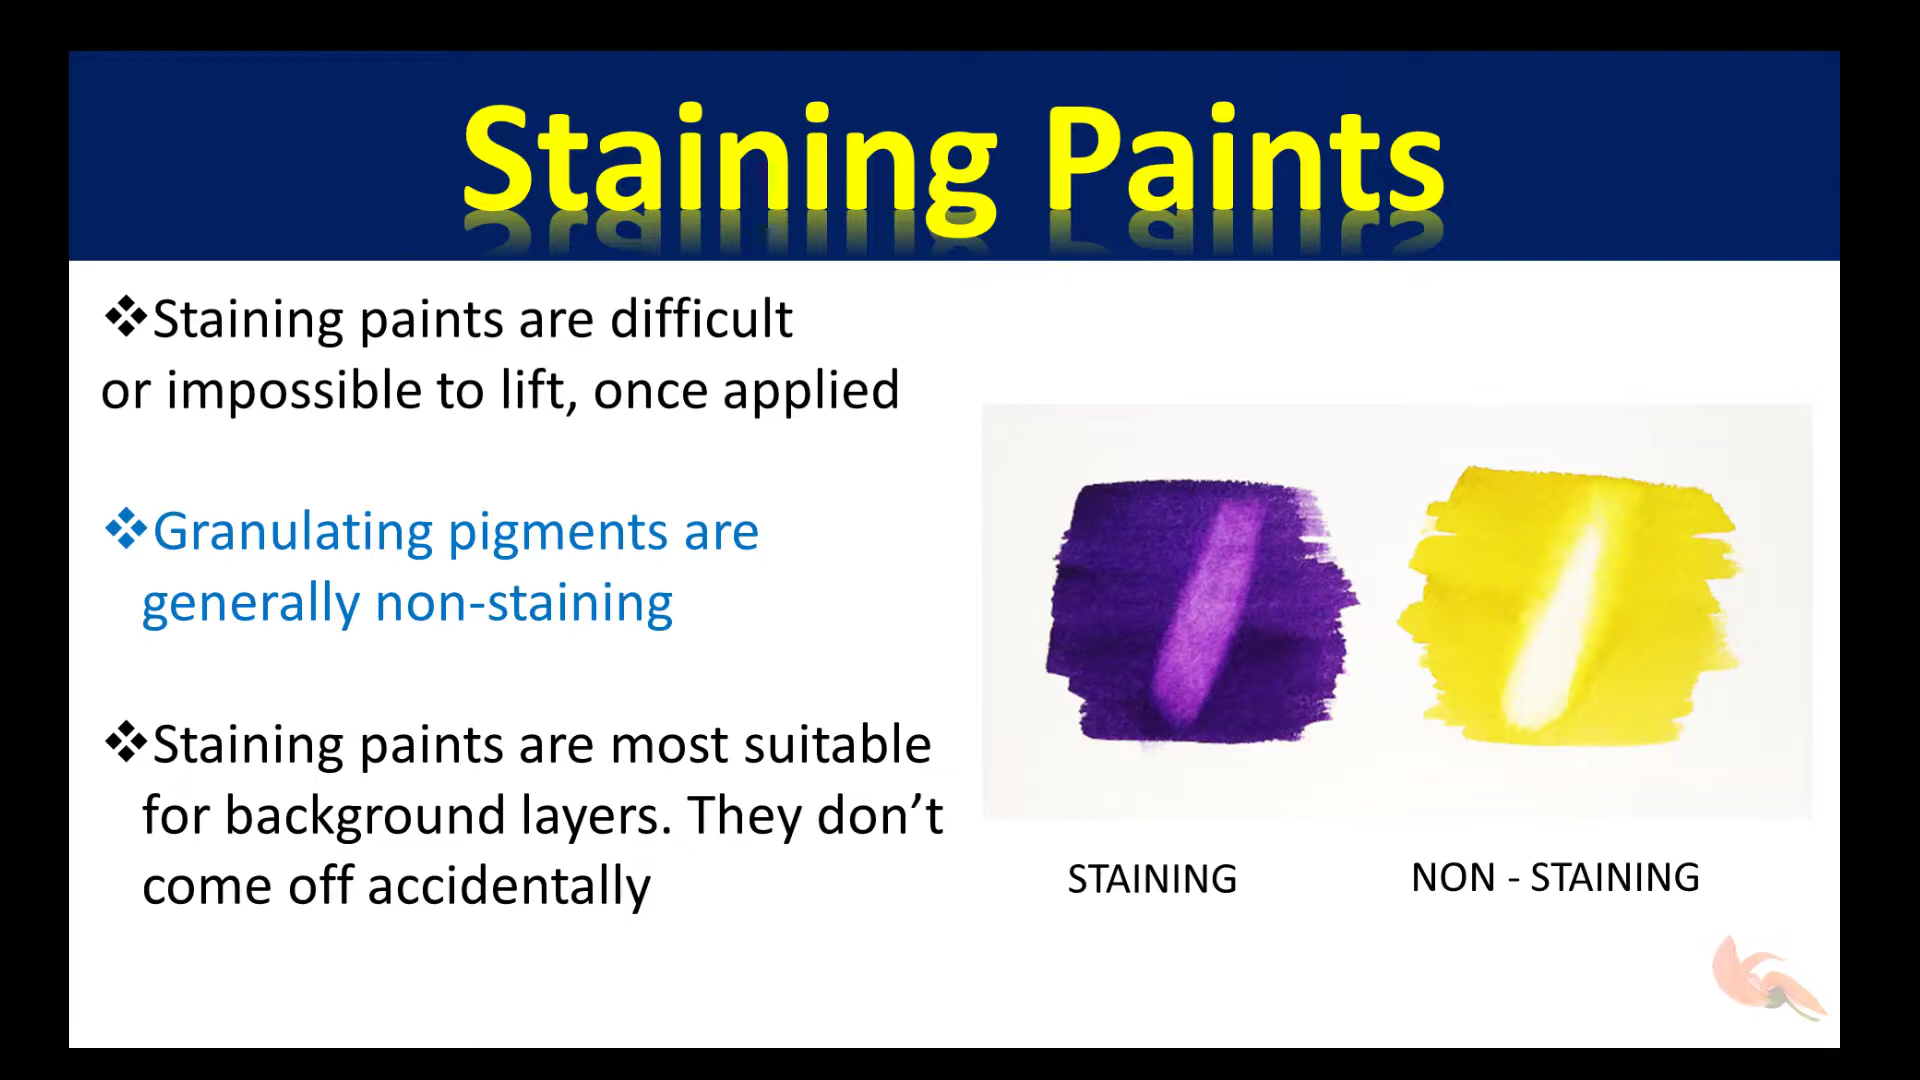 Staining Paints
❖Staining paints are difficult
or impossible to lift, once applied
❖Granulating pigments are
generally non-staining
❖Staining paints are most suitable
for background layers. They don’t
come off accidentally
STAINING
NON - STAINING